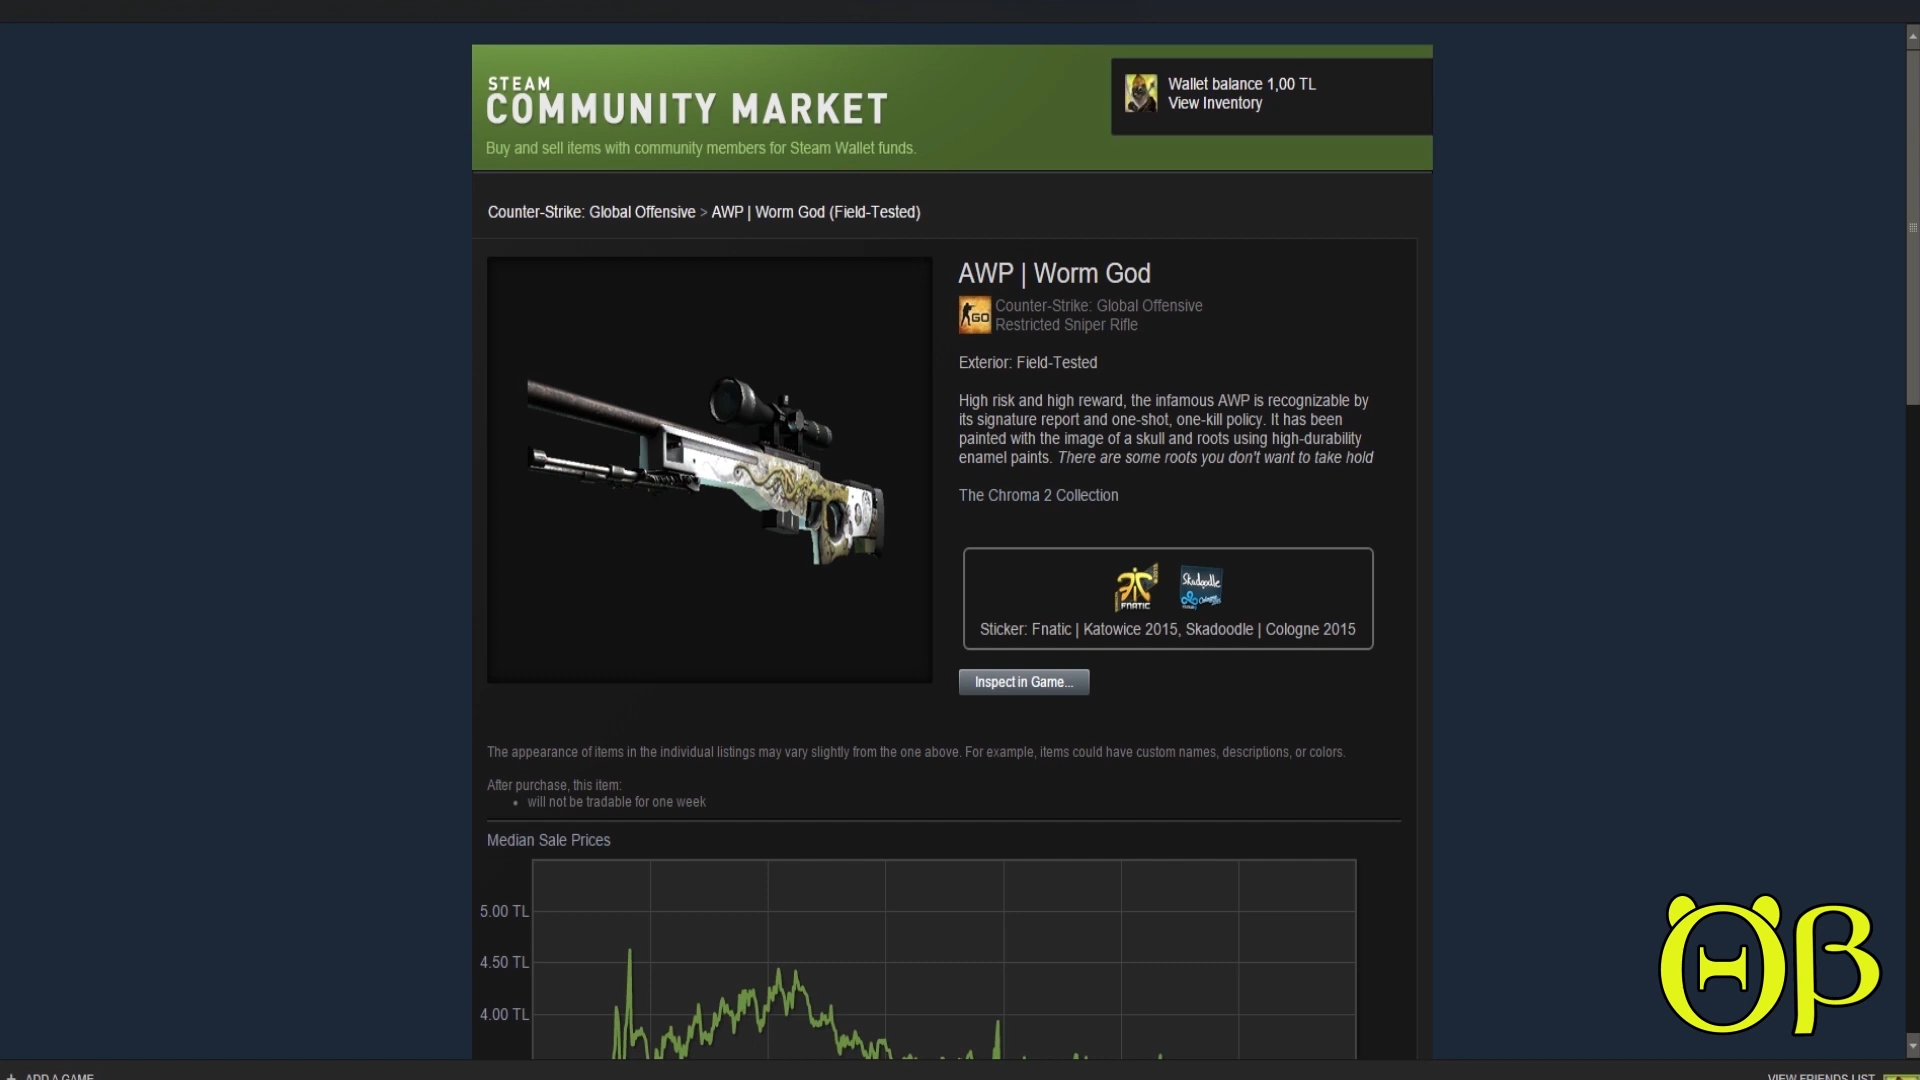 STEAM
COMMUNITY MARKET
Buy and sell items with community members for Steam Wallet funds.
Wallet balance 1,00 TL
View Inventory
Counter-Strike: Global Offensive > AWP | Worm God (Field-Tested)
AWP | Worm God
GO
Counter-Strike: Global Offensive
Restricted Sniper Rifle
Exterior: Field-Tested
High risk and high reward, the infamous AWP is recognizable by
its signature report and one-shot, one-kill policy. It has been
painted with the image of a skull and roots using high-durability
enamel paints. There are some roots you don't want to take hold
The Chroma 2 Collection
FNATIC
Skadoodle
Sticker: Fnatic | Katowice 2015, Skadoodle | Cologne 2015
Inspect in Game...
The appearance of items in the individual listings may vary slightly from the one above. For example, items could have custom names, descriptions, or colors.
After purchase, this item:
• will not be tradable for one week
Median Sale Prices
5.00 TL
4.50 TL
4.00 TL
Θβ
+ ADD A GAME
VIEW FRIENDS LIST